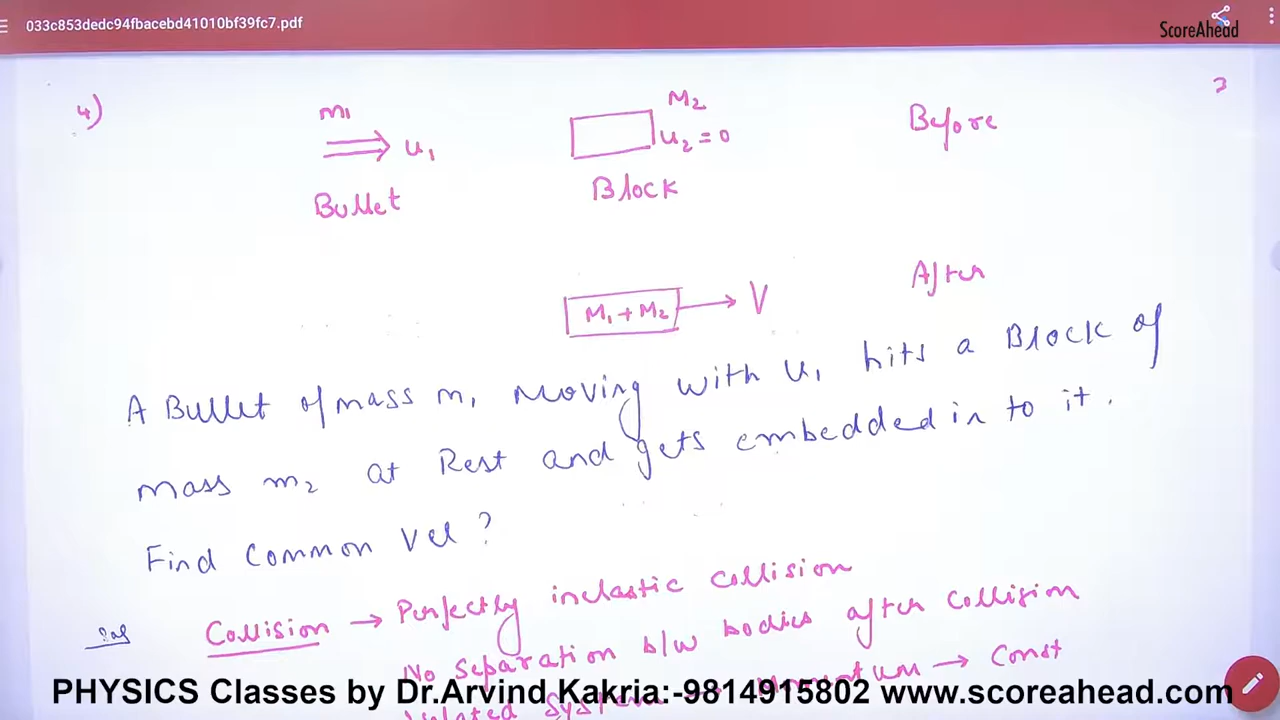 033c853dedc94fbacebd41010bf39fc7.pdf
ScoreAhead
3
4)
m1
M2
Before
u1
u2 = 0
Bullet
Block
After
M1 + M2
V
A Bullet of mass m1 moving with u1 hits a Block of
mass m2 at Rest and gets embedded in to it.
Find Common Vel?
Sol
Collision → Perfectly inelastic collision
No separation b/w bodies after collision
→ Const
PHYSICS Classes by Dr.Arvind Kakria:-9814915802 www.scoreahead.com